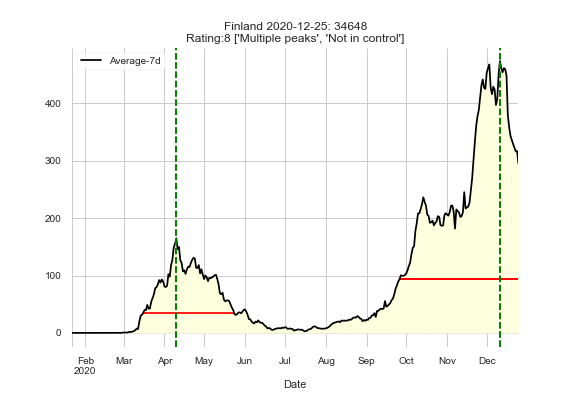 Finland 2020-12-25: 34648
Rating:8 ['Multiple peaks', 'Not in control']
Average-7d
400
300
200
100
0
Feb Mar Apr May Jun Jul Aug Sep Oct Nov Dec
2020
Date